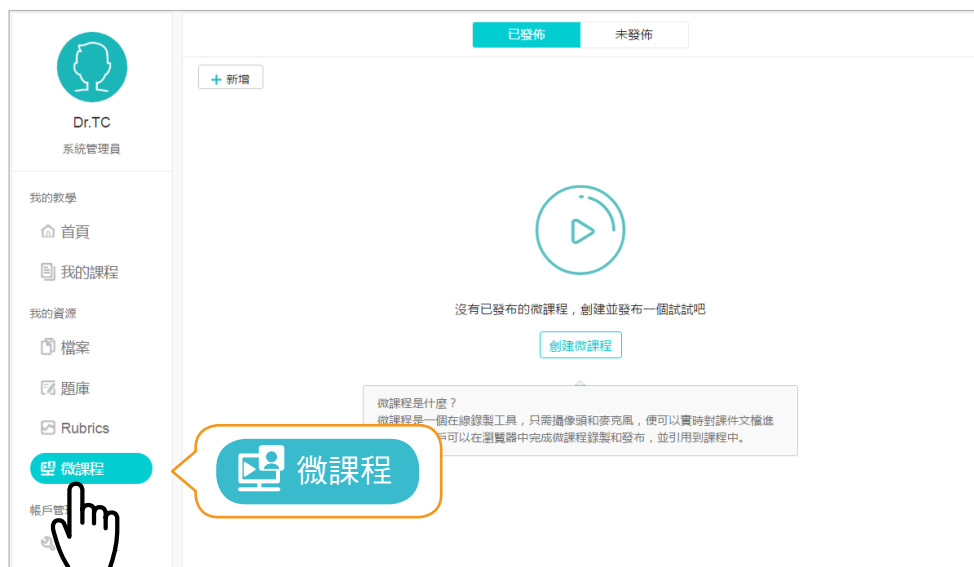 已發佈
未發佈
新增
Dr.TC
系統管理員
我的教學
首頁
我的課程
我的資源
檔案
題庫
Rubrics
微課程
帳戶管
沒有已發布的微課程，創建並發布一個試試吧
創建微課程
微課程是什麼？
微課程是一個在線錄製工具，只需攝像頭和麥克風，便可以實時對課件文檔進
戶可以在瀏覽器中完成微課程錄製和發布，並引用到課程中。
微課程